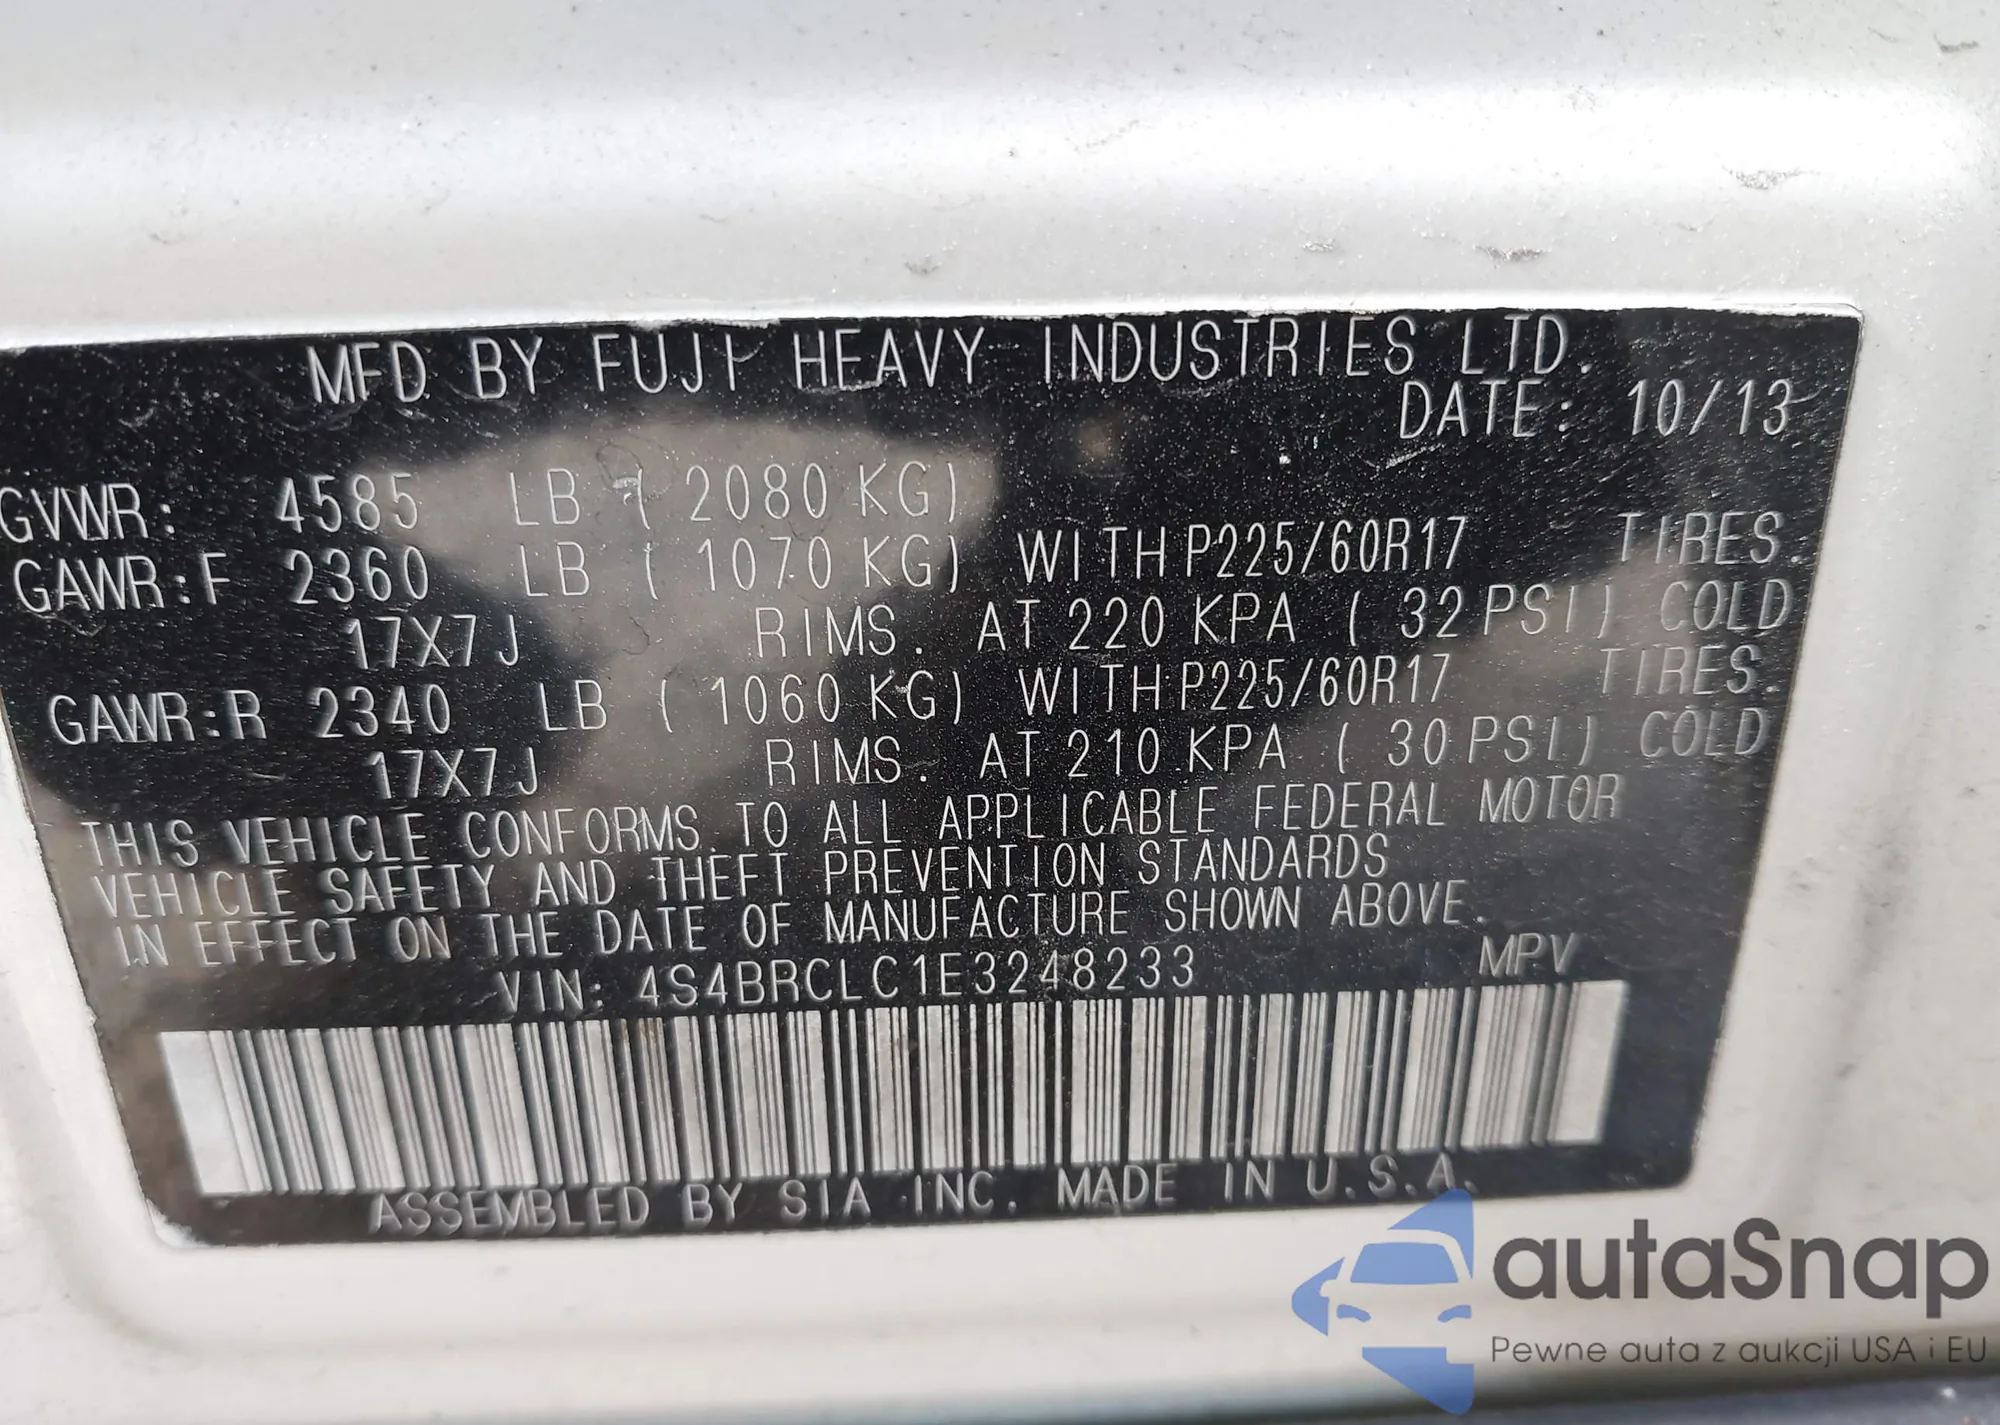 MFD BY FUJI HEAVY INDUSTRIES LTD.
DATE: 10/13
GVWR: 4585 LB ( 2080 KG)
GAWR:F 2360 LB ( 1070 KG) WITH P225/60R17 TIRES.
17X7J RIMS. AT 220 KPA ( 32 PSI) COLD
GAWR:R 2340 LB ( 1060 KG) WITH P225/60R17 TIRES.
17X7J RIMS. AT 210 KPA ( 30 PSI) COLD
THIS VEHICLE CONFORMS TO ALL APPLICABLE FEDERAL MOTOR
VEHICLE SAFETY AND THEFT PREVENTION STANDARDS
IN EFFECT ON THE DATE OF MANUFACTURE SHOWN ABOVE.
VIN: 4S4BRCLC1E3248233 MPV
ASSEMBLED BY SIA INC. MADE IN U.S.A.
autaSnap
Pewne auta z aukcji USA i EU